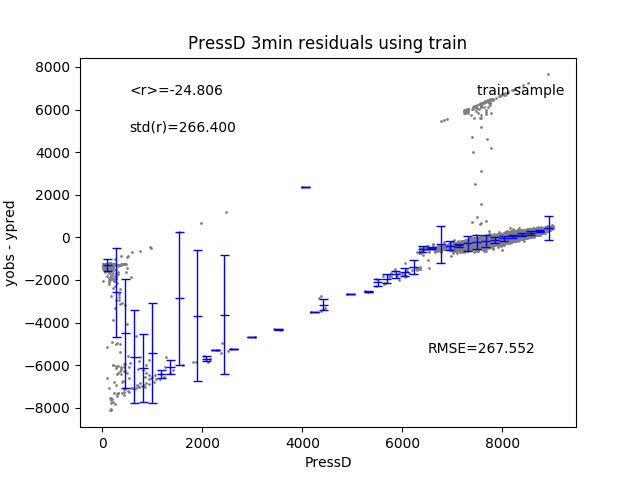 PressD 3min residuals using train
8000
<r>=-24.806
train sample
6000
std(r)=266.400
4000
2000
0
yobs - ypred
−2000
−4000
RMSE=267.552
−6000
−8000
0 2000 4000 6000 8000
PressD